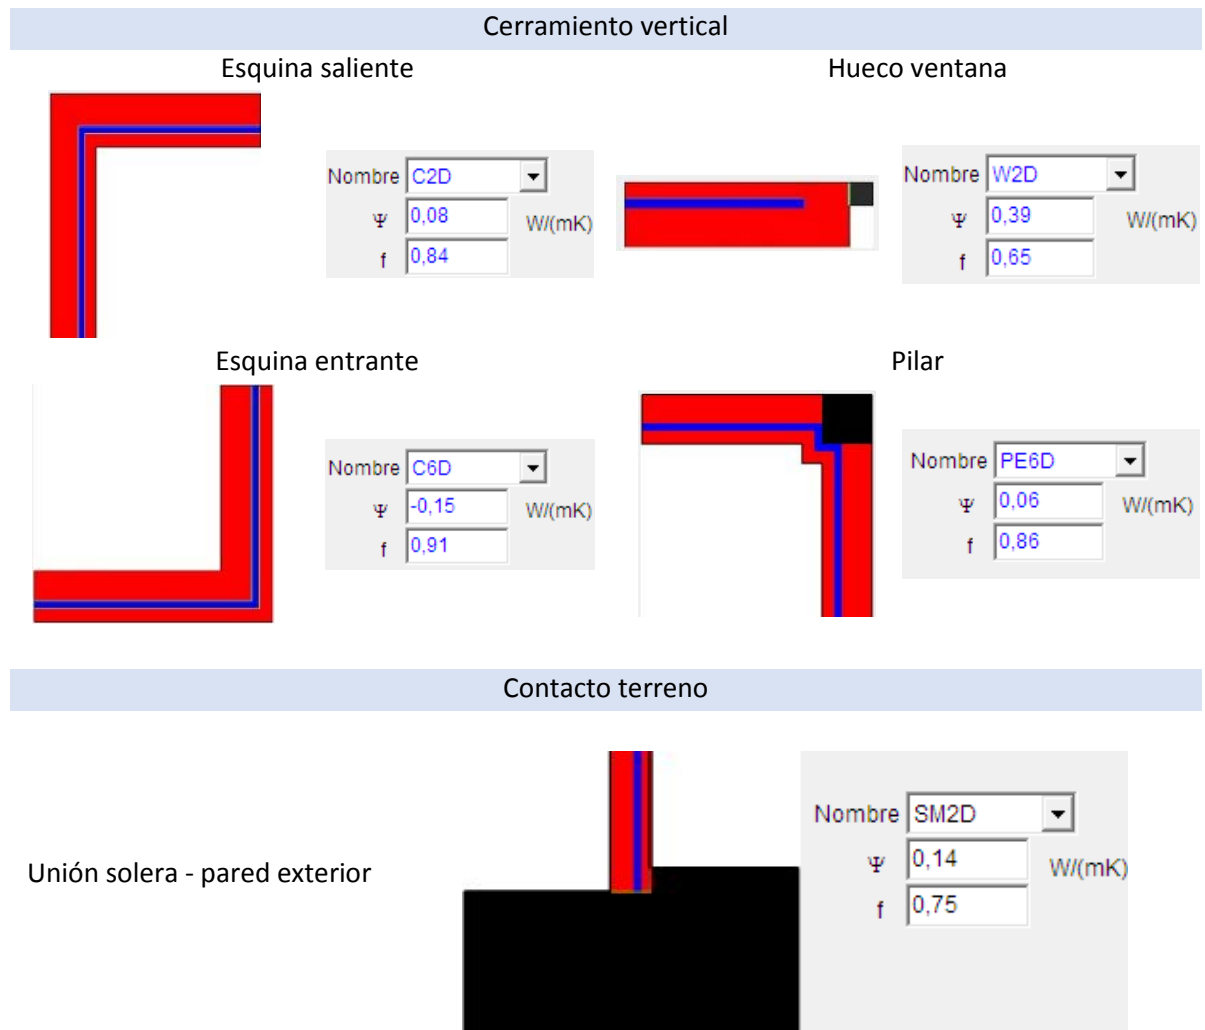 Cerramiento vertical
Esquina saliente
Hueco ventana
Nombre C2D
Ψ 0,08 W/(mK)
f 0,84
Nombre W2D
Ψ 0,39 W/(mK)
f 0,65
Esquina entrante
Pilar
Nombre C6D
Ψ -0,15 W/(mK)
f 0,91
Nombre PE6D
Ψ 0,06 W/(mK)
f 0,86
Contacto terreno
Unión solera - pared exterior
Nombre SM2D
Ψ 0,14 W/(mK)
f 0,75